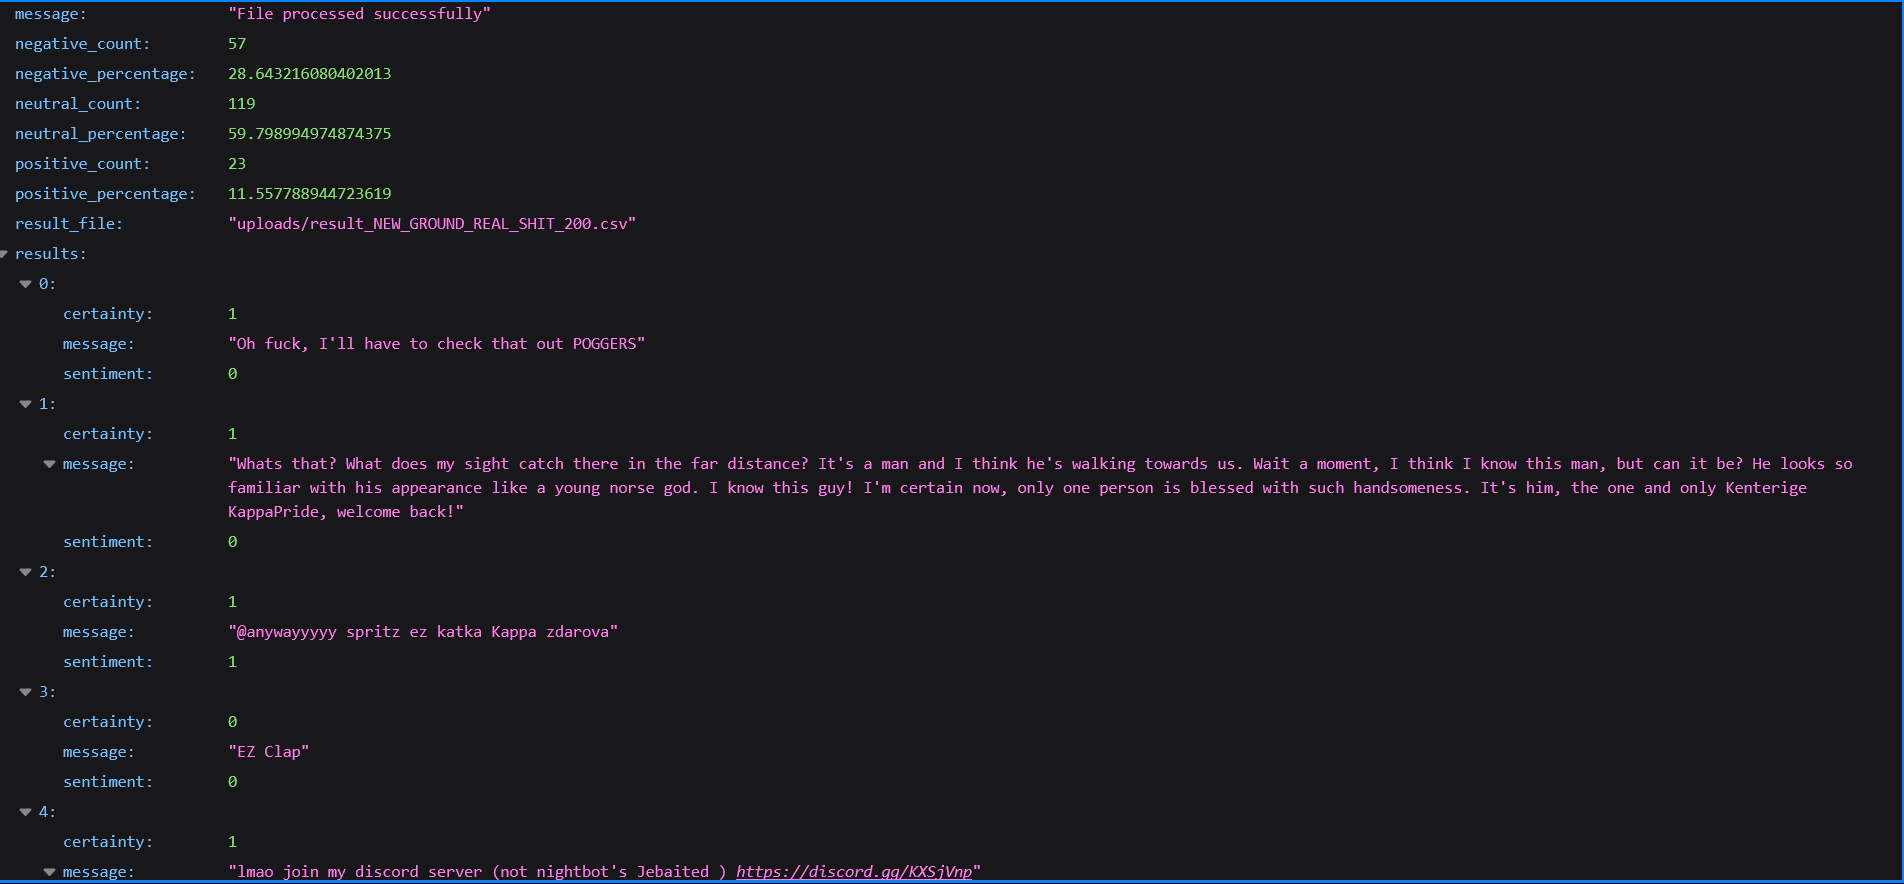 message: "File processed successfully"
negative_count: 57
negative_percentage: 28.643216080402013
neutral_count: 119
neutral_percentage: 59.798994974874375
positive_count: 23
positive_percentage: 11.557788944723619
result_file: "uploads/result_NEW_GROUND_REAL_SHIT_200.csv"
results:
0:
certainty: 1
message: "Oh fuck, I'll have to check that out POGGERS"
sentiment: 0
1:
certainty: 1
message: "Whats that? What does my sight catch there in the far distance? It's a man and I think he's walking towards us. Wait a moment, I think I know this man, but can it be? He looks so
familiar with his appearance like a young norse god. I know this guy! I'm certain now, only one person is blessed with such handsomeness. It's him, the one and only Kenterige
KappaPride, welcome back!"
sentiment: 0
2:
certainty: 1
message: "@anywayyyyy spritz ez katka Kappa zdarova"
sentiment: 1
3:
certainty: 0
message: "EZ Clap"
sentiment: 0
4:
certainty: 1
message: "lmao join my discord server (not nightbot's Jebaited ) https://discord.gg/KXSjVnp"